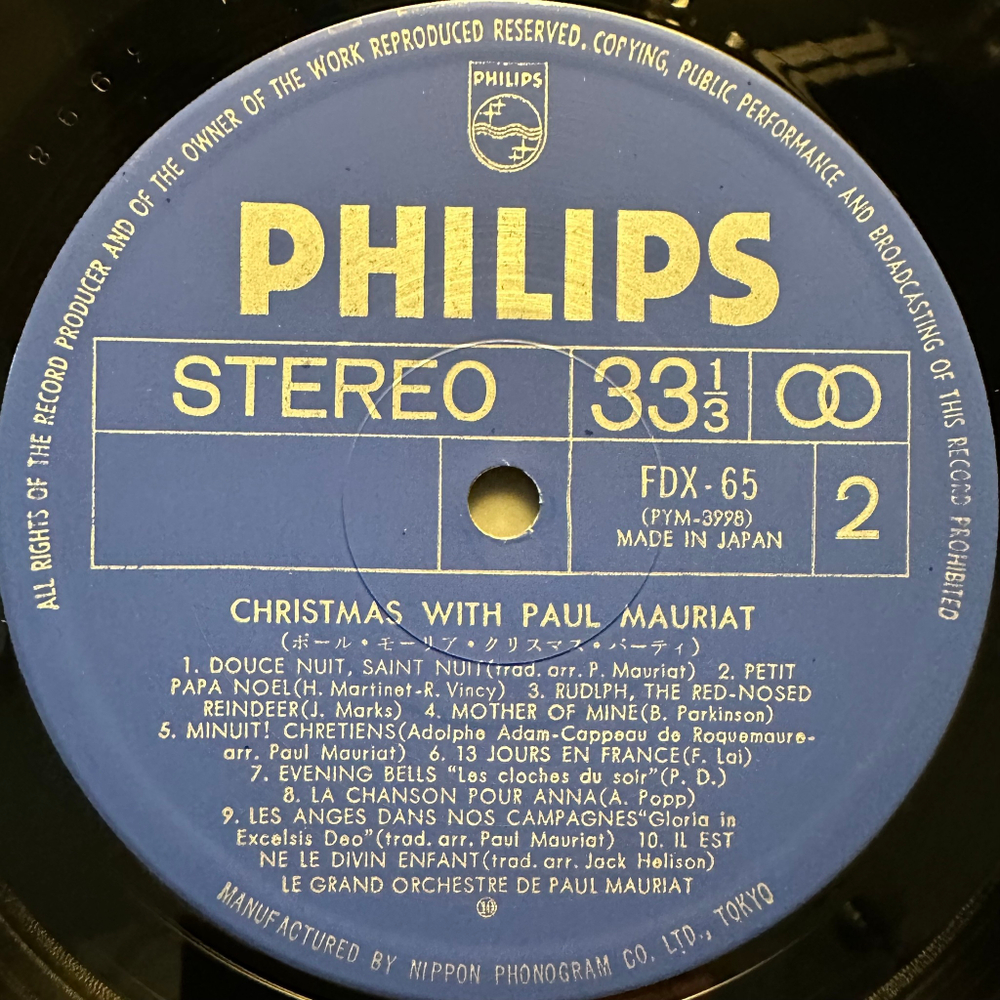 ALL RIGHTS OF THE RECORD PRODUCER AND OF THE OWNER OF THE WORK REPRODUCED RESERVED. COPYING, PUBLIC PERFORMANCE AND BROADCASTING OF THIS RECORD PROHIBITED
PHILIPS
PHILIPS
STEREO 33 1/3
FDX-65
(PYM-3998)
MADE IN JAPAN
2
CHRISTMAS WITH PAUL MAURIAT
(ポール・モーリア・クリスマス・パーティ)
1. DOUCE NUIT, SAINT NUIT(trad. arr. P. Mauriat) 2. PETIT
PAPA NOEL(H. Martinet-R. Vincy) 3. RUDLPH, THE RED-NOSED
REINDEER(J. Marks) 4. MOTHER OF MINE(B. Parkinson)
5. MINUIT! CHRETIENS(Adolphe Adam-Cappeau de Roquemaure-
arr. Paul Mauriat) 6. 13 JOURS EN FRANCE(F. Lai)
7. EVENING BELLS "Les cloches du soir"(P. D.)
8. LA CHANSON POUR ANNA(A. Popp)
9. LES ANGES DANS NOS CAMPAGNES"Gloria in
Excelsis Deo"(trad. arr. Paul Mauriat) 10. IL EST
NE LE DIVIN ENFANT(trad. arr. Jack Helison)
LE GRAND ORCHESTRE DE PAUL MAURIAT
⑩
MANUFACTURED BY NIPPON PHONOGRAM CO. LTD., TOKYO